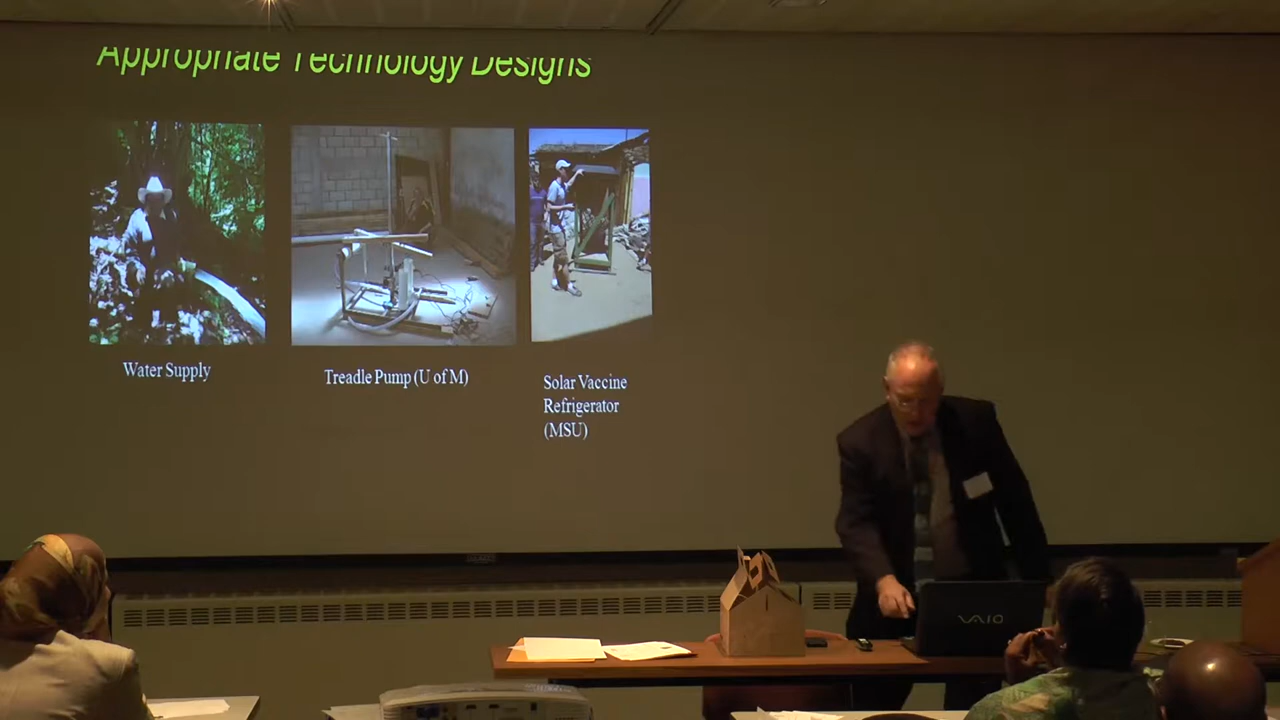 Appropriate Technology Designs
Water Supply
Treadle Pump (U of M)
Solar Vaccine
Refrigerator
(MSU)
VAIO